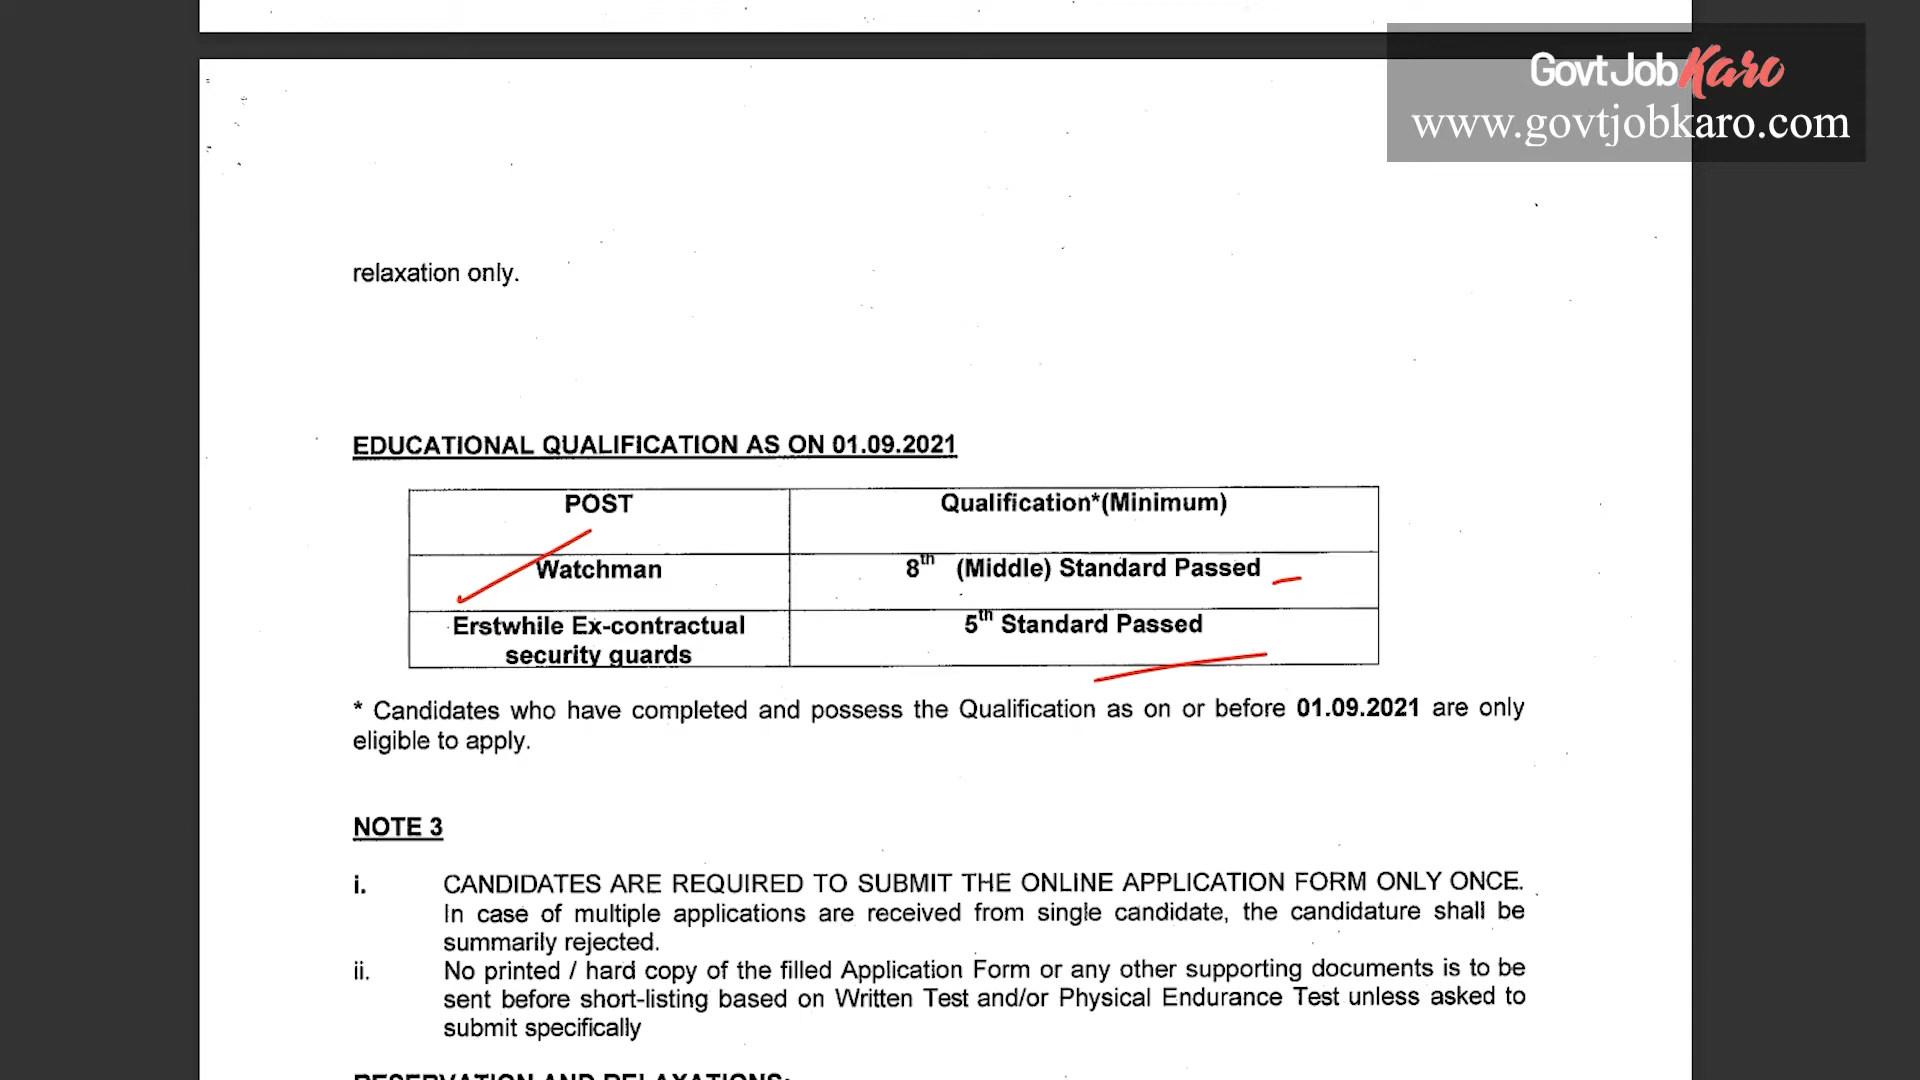 GovtJobKaro
www.govtjobkaro.com
relaxation only.
EDUCATIONAL QUALIFICATION AS ON 01.09.2021
POST Qualification*(Minimum)
Watchman 8th (Middle) Standard Passed
Erstwhile Ex-contractual 5th Standard Passed
security guards
* Candidates who have completed and possess the Qualification as on or before 01.09.2021 are only
eligible to apply.
NOTE 3
i. CANDIDATES ARE REQUIRED TO SUBMIT THE ONLINE APPLICATION FORM ONLY ONCE.
In case of multiple applications are received from single candidate, the candidature shall be
summarily rejected.
ii. No printed / hard copy of the filled Application Form or any other supporting documents is to be
sent before short-listing based on Written Test and/or Physical Endurance Test unless asked to
submit specifically
RESERVATION AND RELAXATIONS: